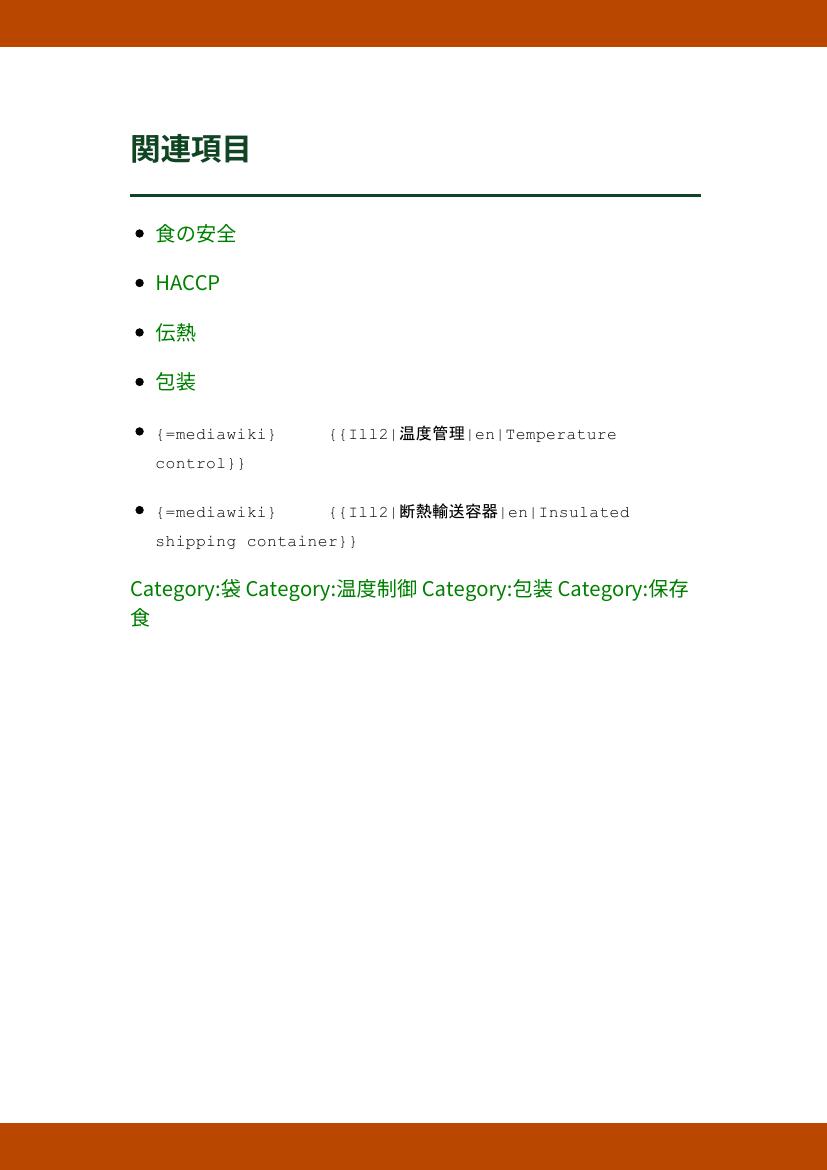 関連項目
食の安全
HACCP
伝熱
包装
{=mediawiki} {{Ill2|温度管理|en|Temperature
control}}
{=mediawiki} {{Ill2|断熱輸送容器|en|Insulated
shipping container}}
Category:袋 Category:温度制御 Category:包装 Category:保存
食